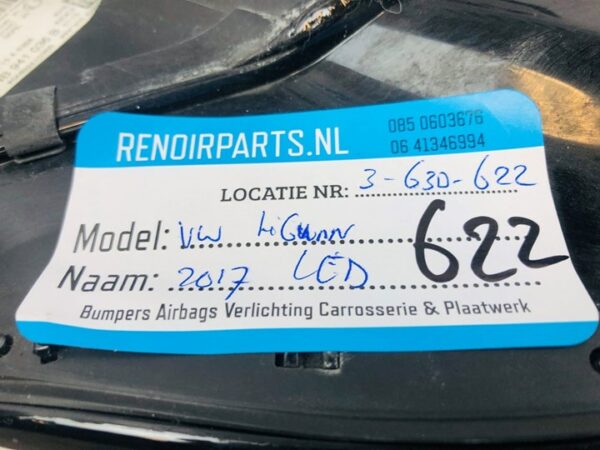 RENOIRPARTS.NL
085 0603676
06 41346994
LOCATIE NR: 3-630-622
Model: VW TiGUAN
Naam: 2017 LED
622
Bumpers Airbags Verlichting Carrosserie & Plaatwerk